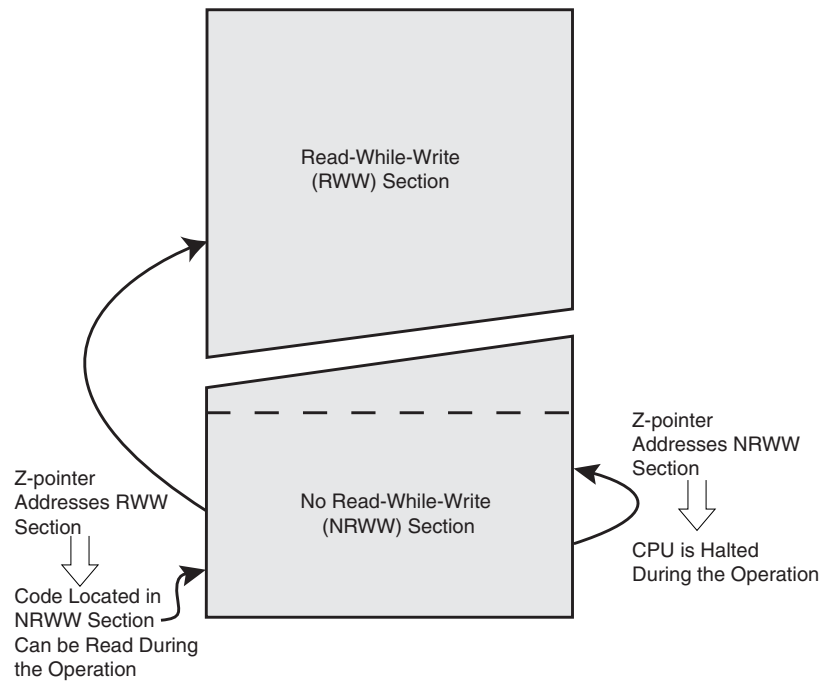 Read-While-Write
(RWW) Section
Z-pointer
Addresses RWW
Section
Code Located in
NRWW Section
Can be Read During
the Operation
No Read-While-Write
(NRWW) Section
Z-pointer
Addresses NRWW
Section
CPU is Halted
During the Operation